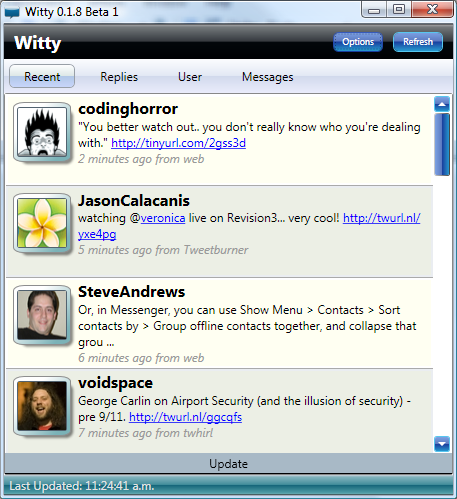 Witty 0.1.8 Beta 1
Witty
Options
Refresh
Recent
Replies
User
Messages
codinghorror
"You better watch out.. you don't really know who you're dealing
with." http://tinyurl.com/2gss3d
2 minutes ago from web
JasonCalacanis
watching @veronica live on Revision3... very cool! http://twurl.nl/
yxe4pg
5 minutes ago from Tweetburner
SteveAndrews
Or, in Messenger, you can use Show Menu > Contacts > Sort
contacts by > Group offline contacts together, and collapse that
grou ...
6 minutes ago from web
voidspace
George Carlin on Airport Security (and the illusion of security) -
pre 9/11. http://twurl.nl/ggcqfs
7 minutes ago from twhirl
Update
Last Updated: 11:24:41 a.m.